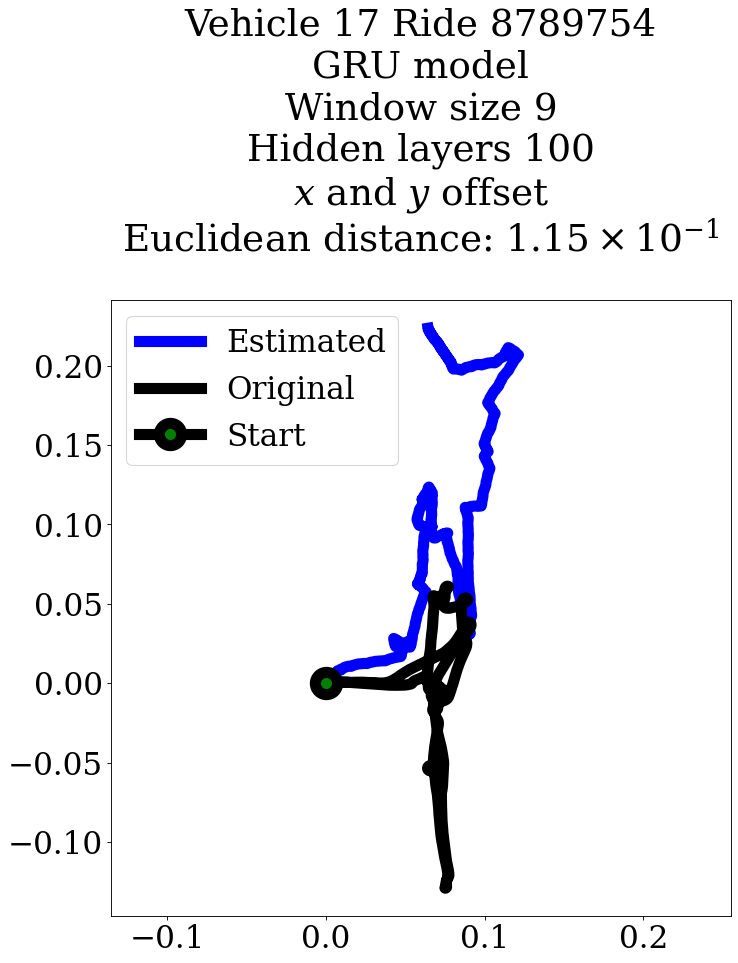 Vehicle 17 Ride 8789754
GRU model
Window size 9
Hidden layers 100
x and y offset
Euclidean distance: 1.15 × 10⁻¹
Estimated
Original
Start
0.20
0.15
0.10
0.05
0.00
−0.05
−0.10
−0.1 0.0 0.1 0.2